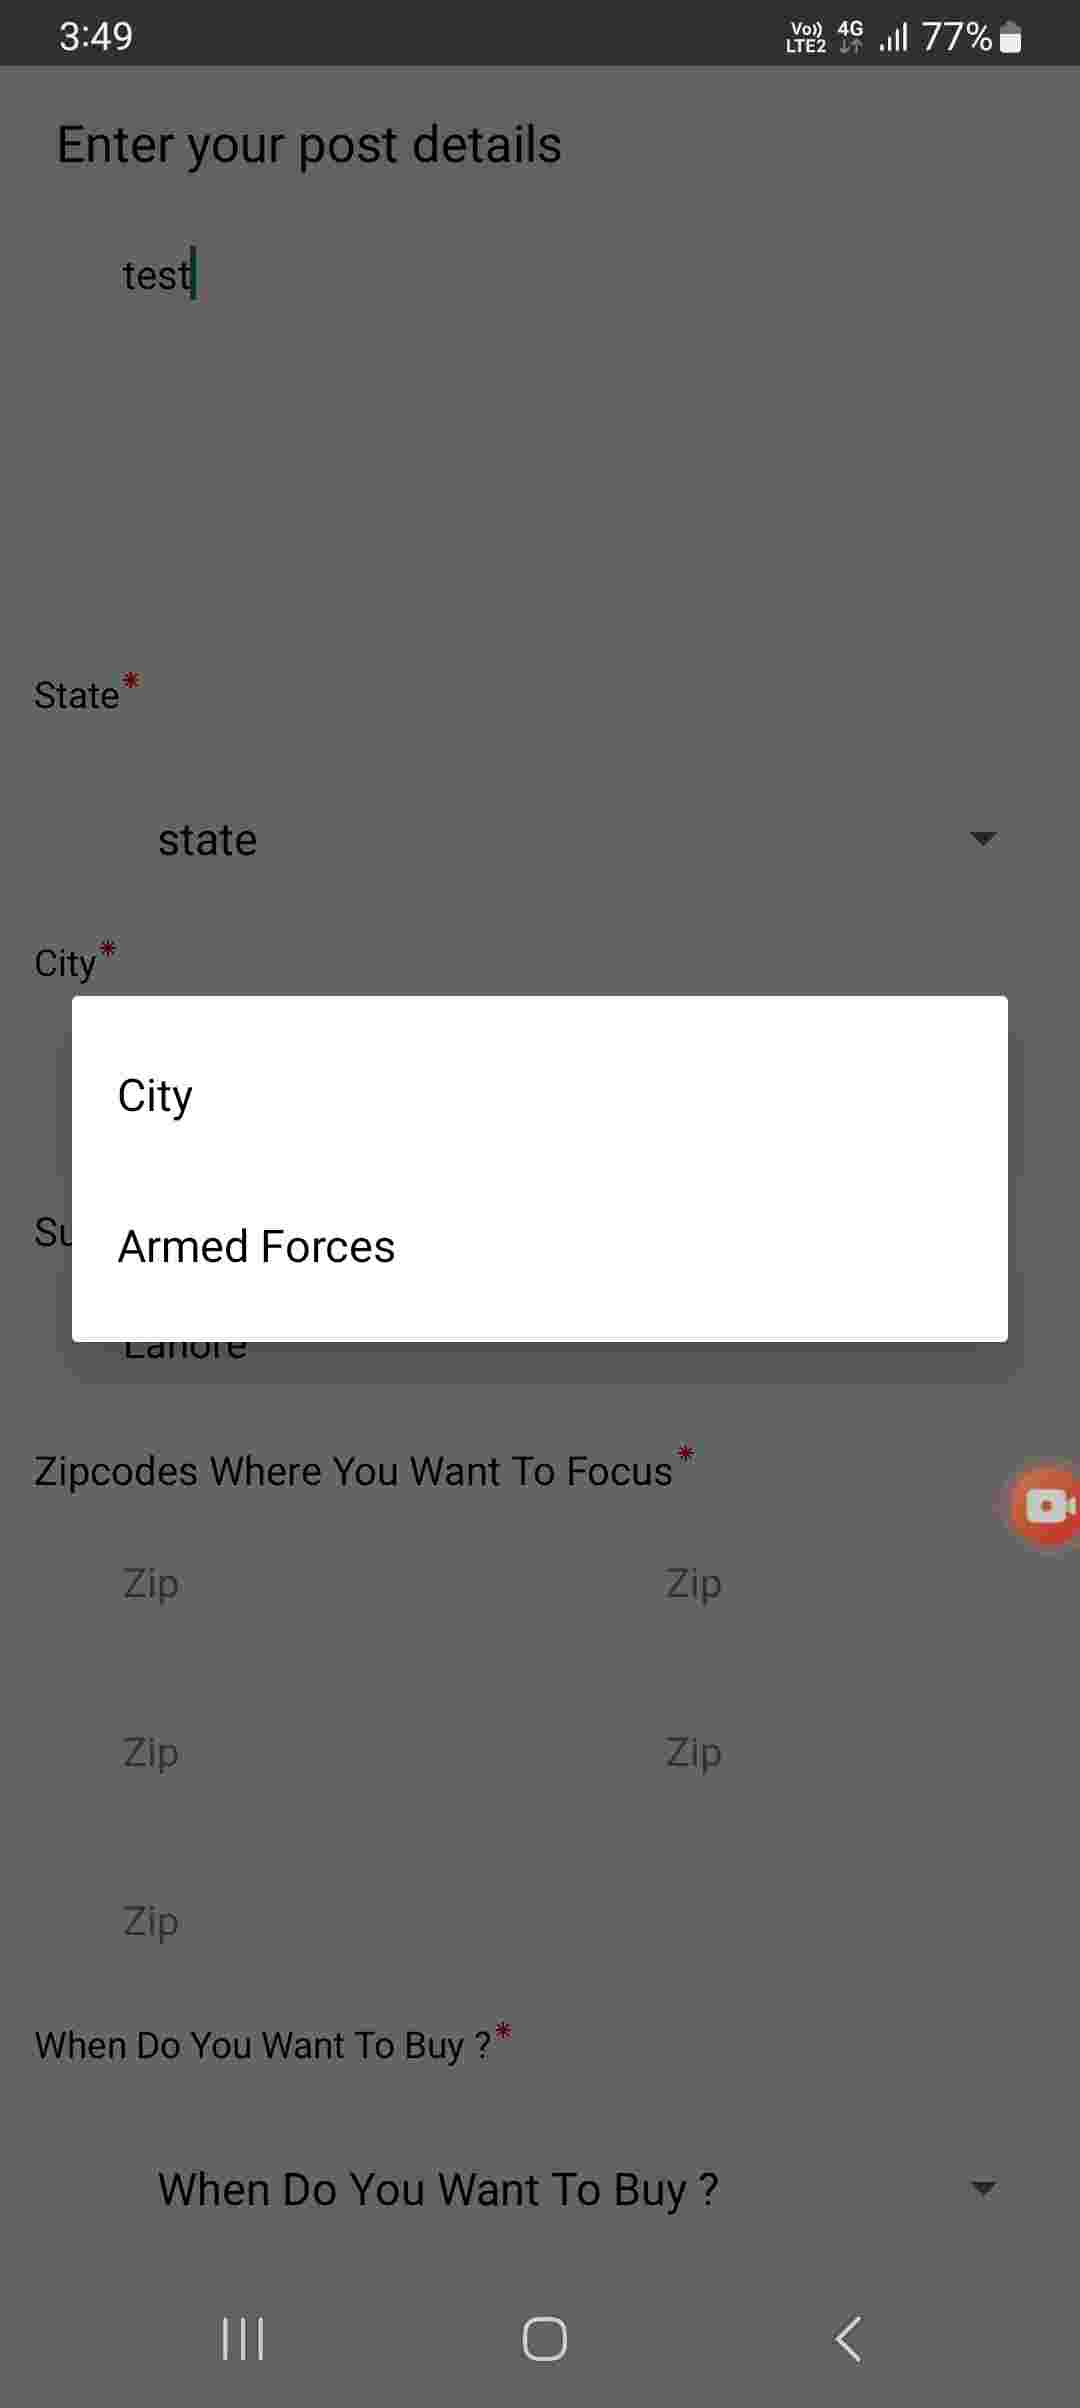 3:49 Vo)) LTE2 4G 77%
Enter your post details
test
State*
state
City*
City
Su
Armed Forces
Lahore
Zipcodes Where You Want To Focus*
Zip Zip
Zip Zip
Zip
When Do You Want To Buy ?*
When Do You Want To Buy ?